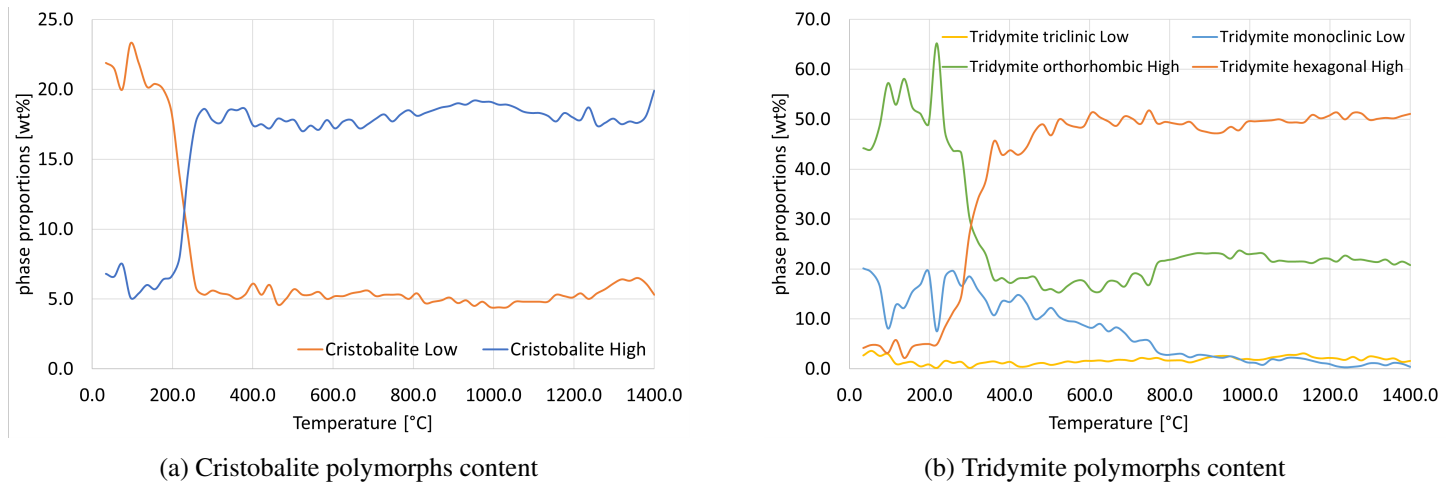 25.0
20.0
15.0
10.0
5.0
0.0
phase proportions [wt%]
Cristobalite Low
Cristobalite High
0.0 200.0 400.0 600.0 800.0 1000.0 1200.0 1400.0
Temperature [°C]
(a) Cristobalite polymorphs content
70.0
60.0
50.0
40.0
30.0
20.0
10.0
0.0
phase proportions [wt%]
Tridymite triclinic Low
Tridymite monoclinic Low
Tridymite orthorhombic High
Tridymite hexagonal High
0.0 200.0 400.0 600.0 800.0 1000.0 1200.0 1400.0
Temperature [°C]
(b) Tridymite polymorphs content